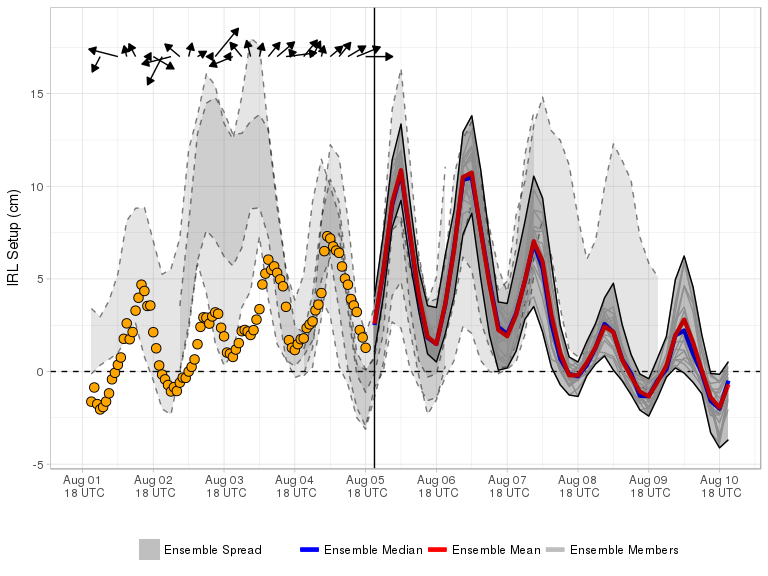 IRL Setup (cm)
15
10
5
0
-5
Aug 01 Aug 02 Aug 03 Aug 04 Aug 05 Aug 06 Aug 07 Aug 08 Aug 09 Aug 10
18 UTC 18 UTC 18 UTC 18 UTC 18 UTC 18 UTC 18 UTC 18 UTC 18 UTC 18 UTC
Ensemble Spread Ensemble Median Ensemble Mean Ensemble Members